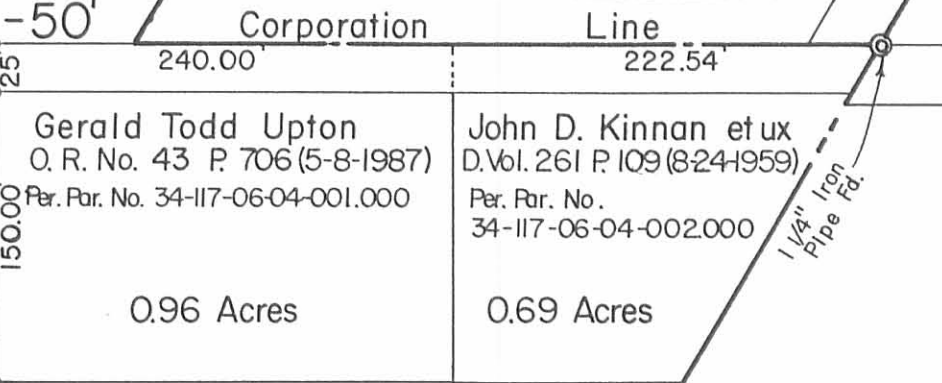 -50'
Corporation Line
25'
240.00'
222.54'
Gerald Todd Upton
O. R. No. 43 P. 706 (5-8-1987)
Per. Par. No. 34-117-06-04-001.000
150.00
0.96 Acres
John D. Kinnan et ux
D. Vol. 261 P. 109 (8-24-1959)
Per. Par. No.
34-117-06-04-002.000
0.69 Acres
1 1/4" Iron
Pipe Fd.